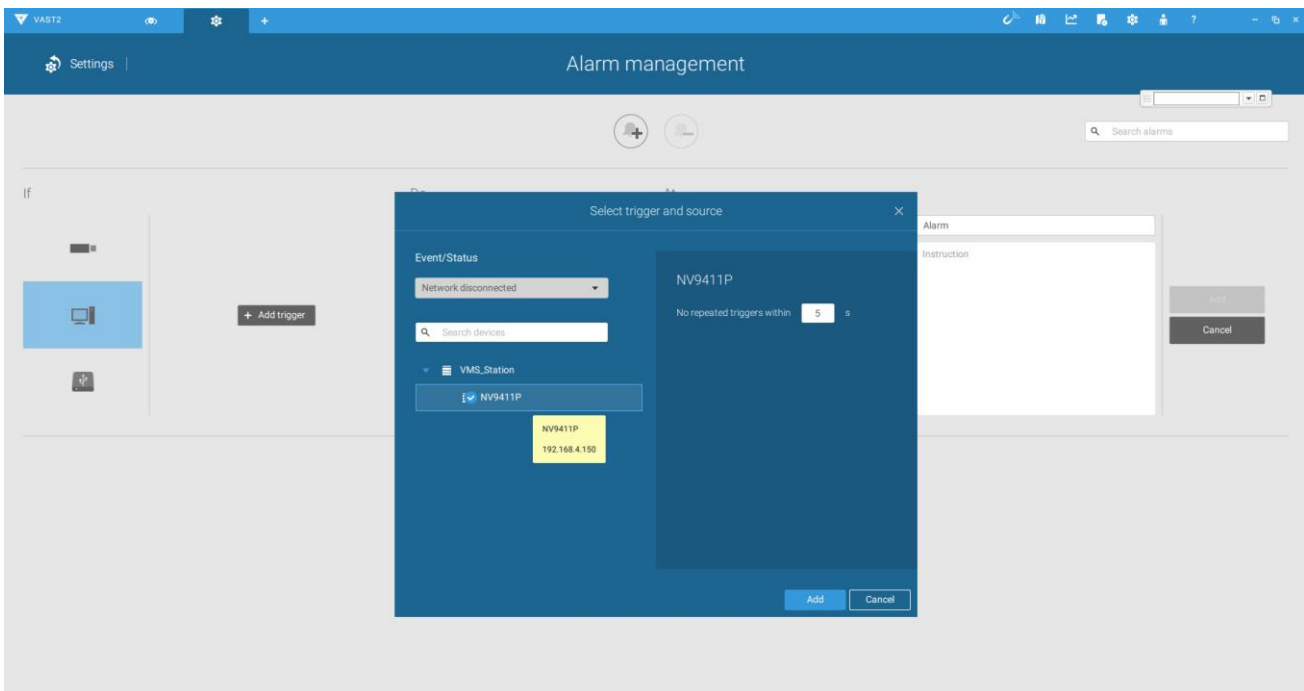 VAST2
+
?
Settings
Alarm management
Search alarms
If
Select trigger and source
Event/Status
Network disconnected
Search devices
VMS_Station
NV9411P
NV9411P
192.168.4.150
NV9411P
No repeated triggers within 5 s
Add Cancel
+ Add trigger
Alarm
Instruction
Add
Cancel